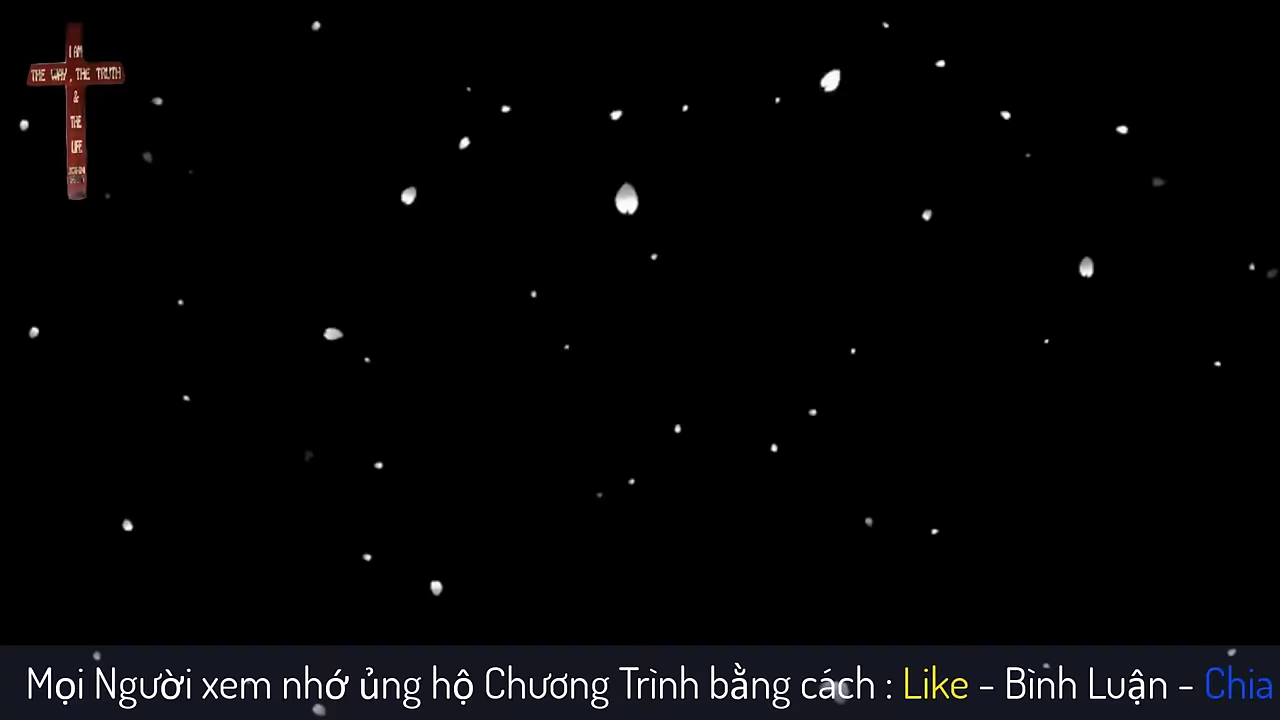 I AM
THE WAY, THE TRUTH
&
THE
LIFE
Mọi Người xem nhớ ủng hộ Chương Trình bằng cách : Like - Bình Luận - Chia